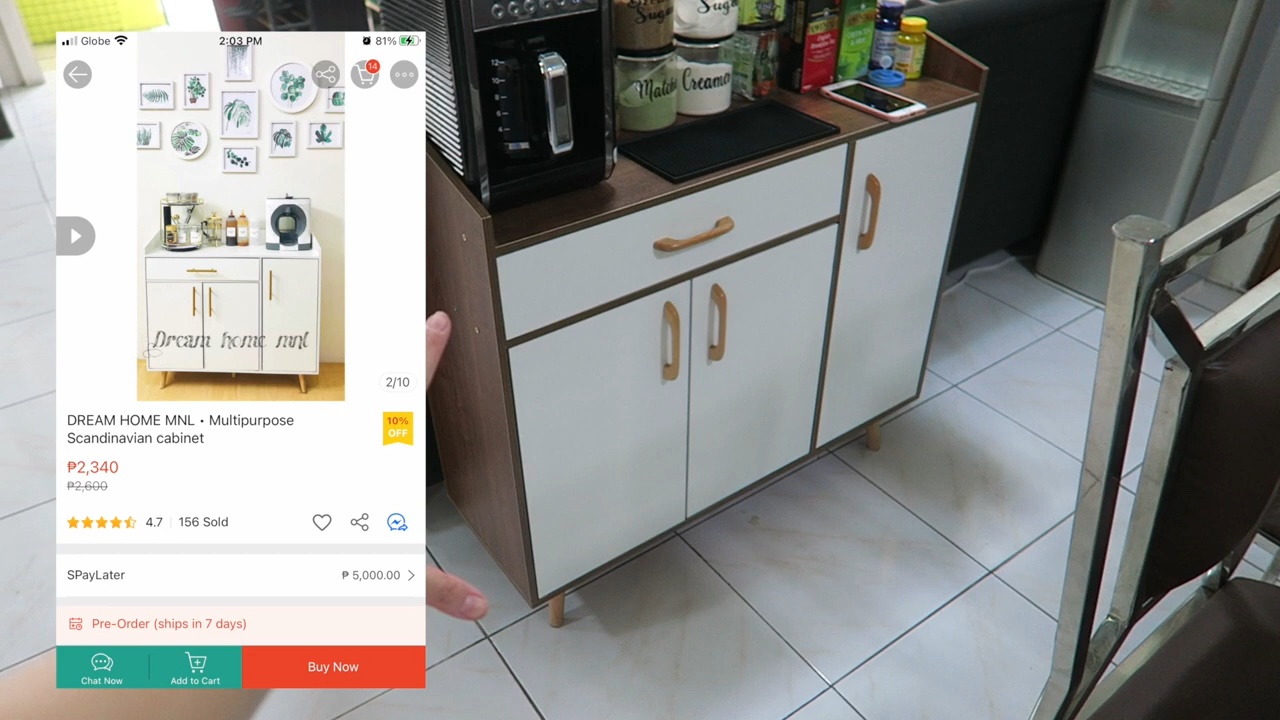 Globe
2:03 PM
81%
14
Dream home mnl
2/10
DREAM HOME MNL • Multipurpose
Scandinavian cabinet
10%
OFF
₱2,340
₱2,600
4.7
156 Sold
SPayLater
₱ 5,000.00
Pre-Order (ships in 7 days)
Chat Now
Add to Cart
Buy Now
Sugar
Matcha
Creamer
12